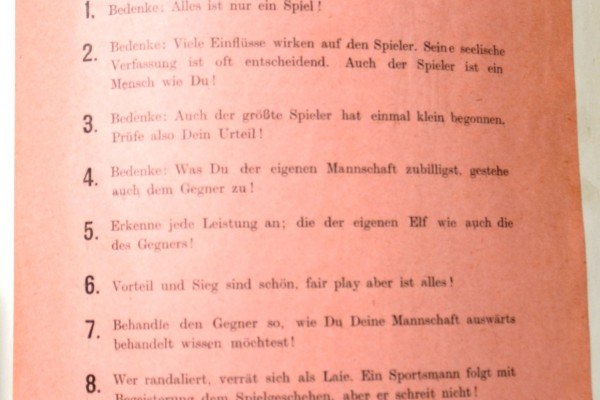 1. Bedenke: Alles ist nur ein Spiel!
2. Bedenke: Viele Einflüsse wirken auf den Spieler. Seine seelische
Verfassung ist oft entscheidend. Auch der Spieler ist ein
Mensch wie Du!
3. Bedenke: Auch der größte Spieler hat einmal klein begonnen.
Prüfe also Dein Urteil!
4. Bedenke: Was Du der eigenen Mannschaft zubilligst, gestehe
auch dem Gegner zu!
5. Erkenne jede Leistung an; die der eigenen Elf wie auch die
des Gegners!
6. Vorteil und Sieg sind schön, fair play aber ist alles!
7. Behandle den Gegner so, wie Du Deine Mannschaft auswärts
behandelt wissen möchtest!
8. Wer randaliert, verrät sich als Laie. Ein Sportsmann folgt mit
Begeisterung dem Spielgeschehen, aber er schreit nicht!